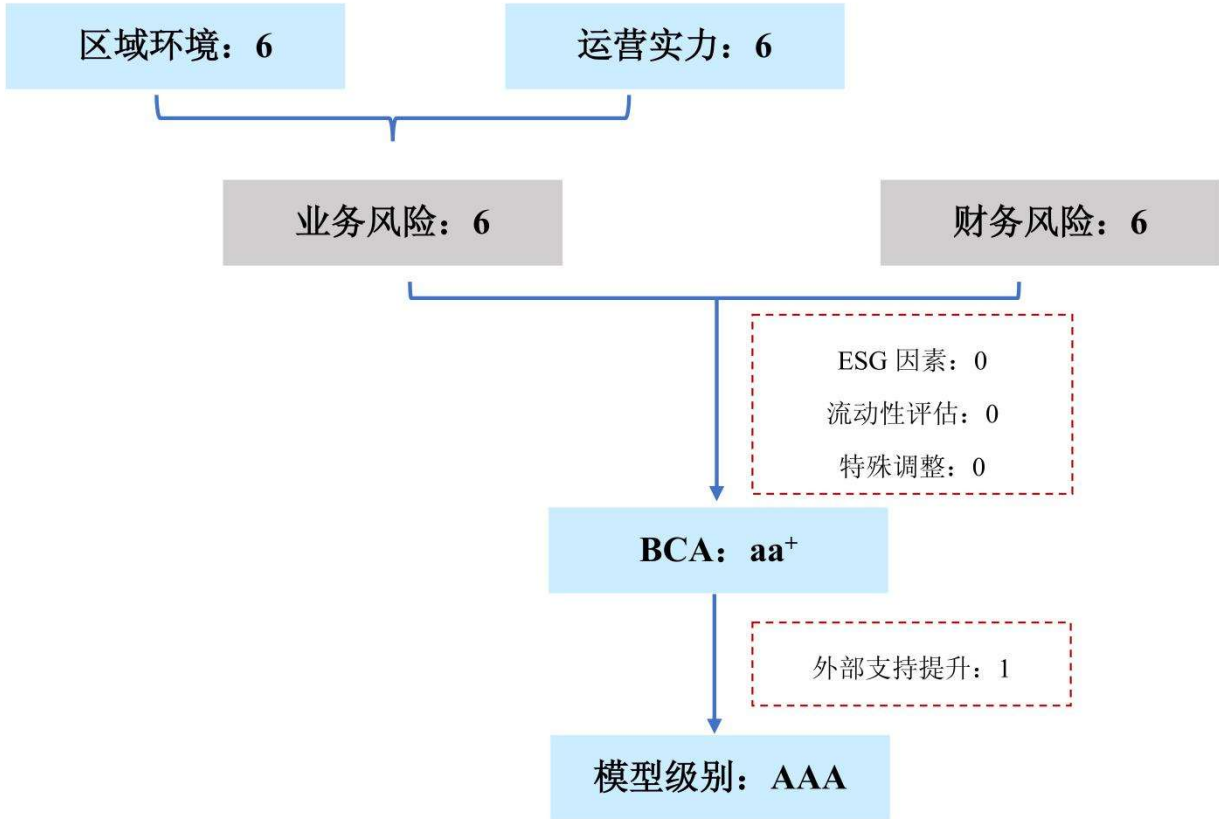 区域环境：6
运营实力：6
业务风险：6
财务风险：6
ESG 因素：0
流动性评估：0
特殊调整：0
BCA：aa⁺
外部支持提升：1
模型级别：AAA